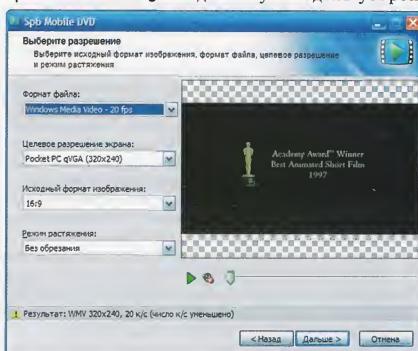 Spb Mobile DVD
Выберите разрешение
Выберите исходный формат изображения, формат файла, целевое разрешение
и режим растяжения
Формат файла:
Windows Media Video - 20 fps
Целевое разрешение экрана:
Pocket PC qVGA (320x240)
Исходный формат изображения:
16:9
Режим растяжения:
Без обрезания
Academy Award™ Winner
Best Animated Short Film
1997
Результат: WMV 320x240, 20 к/с (число к/с уменьшено)
< Назад
Дальше >
Отмена